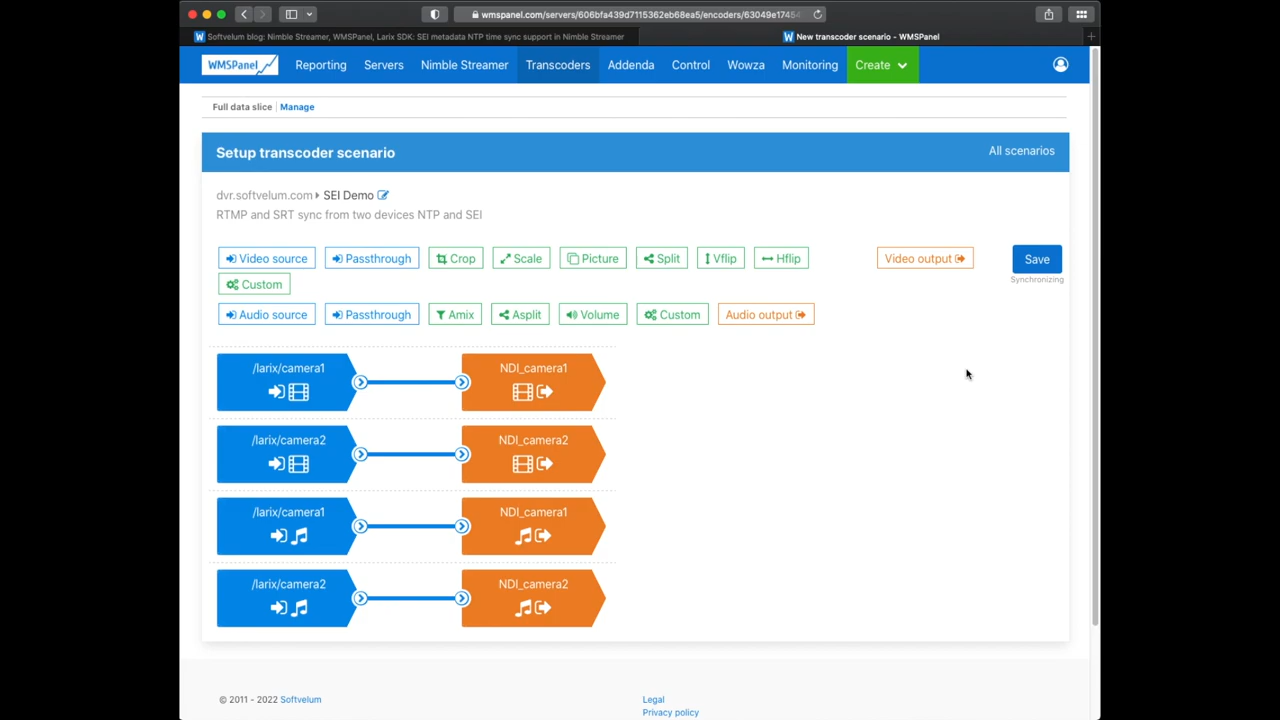 wmspanel.com/servers/606bfa439d7115362eb68ea5/encoders/63049e1745
Softvelum blog: Nimble Streamer, WMSPanel, Larix SDK: SEI metadata NTP time sync support in Nimble Streamer
New transcoder scenario - WMSPanel
WMSPanel Reporting Servers Nimble Streamer Transcoders Addenda Control Wowza Monitoring Create
Full data slice | Manage
Setup transcoder scenario All scenarios
dvr.softvelum.com SEI Demo
RTMP and SRT sync from two devices NTP and SEI
Video source Passthrough Crop Scale Picture Split Vflip Hflip Video output Save
Custom Synchronizing
Audio source Passthrough Amix Asplit Volume Custom Audio output
/larix/camera1 NDI_camera1
/larix/camera2 NDI_camera2
/larix/camera1 NDI_camera1
/larix/camera2 NDI_camera2
© 2011 - 2022 Softvelum Legal
Privacy policy